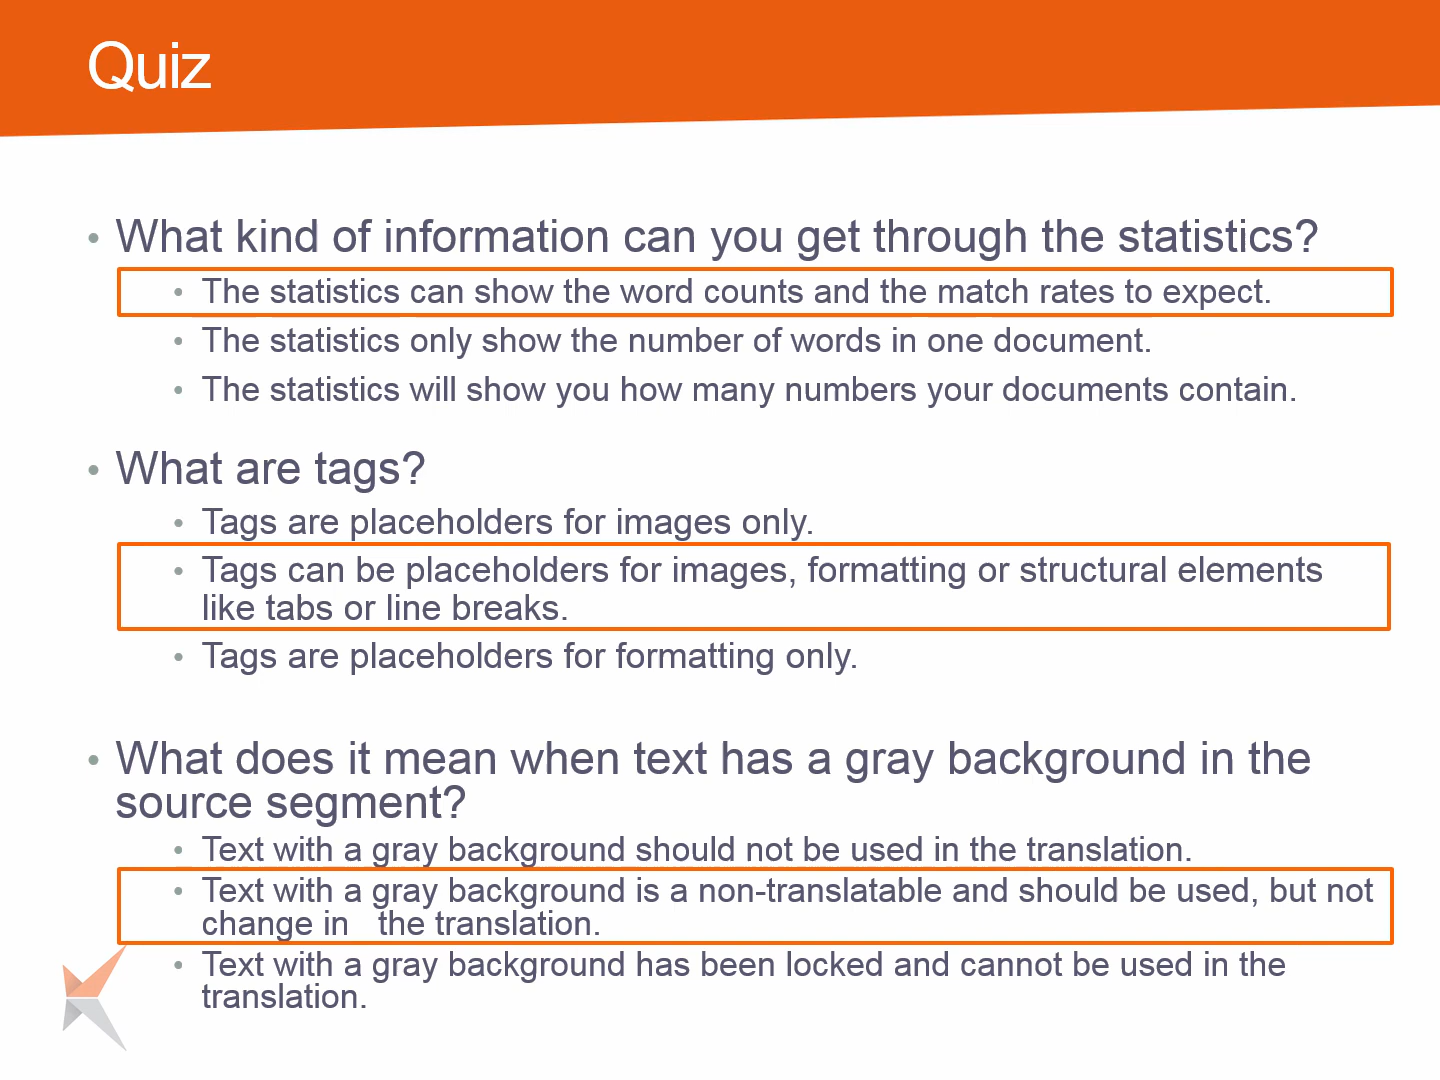 Quiz
• What kind of information can you get through the statistics?
• The statistics can show the word counts and the match rates to expect.
• The statistics only show the number of words in one document.
• The statistics will show you how many numbers your documents contain.
• What are tags?
• Tags are placeholders for images only.
• Tags can be placeholders for images, formatting or structural elements
like tabs or line breaks.
• Tags are placeholders for formatting only.
• What does it mean when text has a gray background in the
source segment?
• Text with a gray background should not be used in the translation.
• Text with a gray background is a non-translatable and should be used, but not
change in   the translation.
• Text with a gray background has been locked and cannot be used in the
translation.